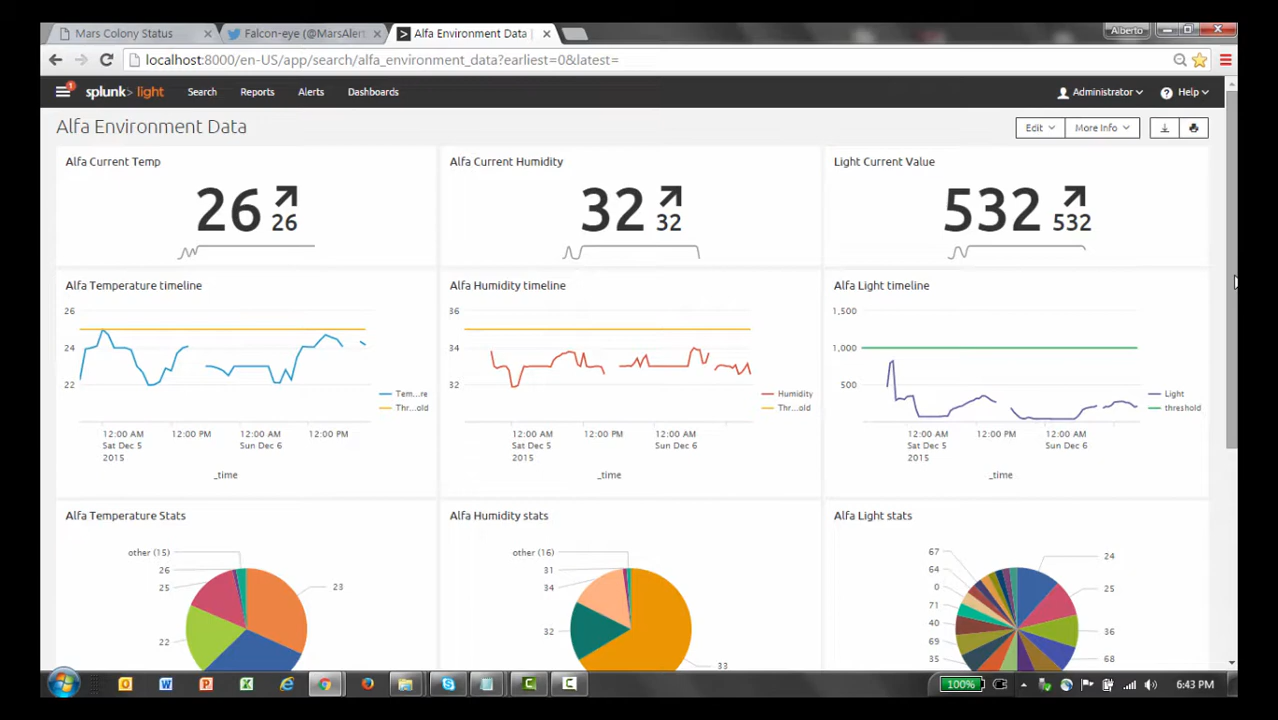 Mars Colony Status
Falcon-eye (@MarsAlert
Alfa Environment Data
Alberto
localhost:8000/en-US/app/search/alfa_environment_data?earliest=0&latest=
1
splunk>light
Search
Reports
Alerts
Dashboards
Administrator
Help
Alfa Environment Data
Edit
More Info
Alfa Current Temp
26
26
Alfa Current Humidity
32
32
Light Current Value
532
532
Alfa Temperature timeline
26
24
22
Tem...re
Thr...old
12:00 AM
Sat Dec 5
2015
12:00 PM
12:00 AM
Sun Dec 6
12:00 PM
_time
Alfa Humidity timeline
36
34
32
Humidity
Thr...old
12:00 AM
Sat Dec 5
2015
12:00 PM
12:00 AM
Sun Dec 6
_time
Alfa Light timeline
1,500
1,000
500
Light
threshold
12:00 AM
Sat Dec 5
2015
12:00 PM
12:00 AM
Sun Dec 6
_time
Alfa Temperature Stats
other (15)
26
25
22
23
Alfa Humidity stats
other (16)
31
34
32
33
Alfa Light stats
67
64
0
71
40
69
35
24
25
36
68
100%
6:43 PM